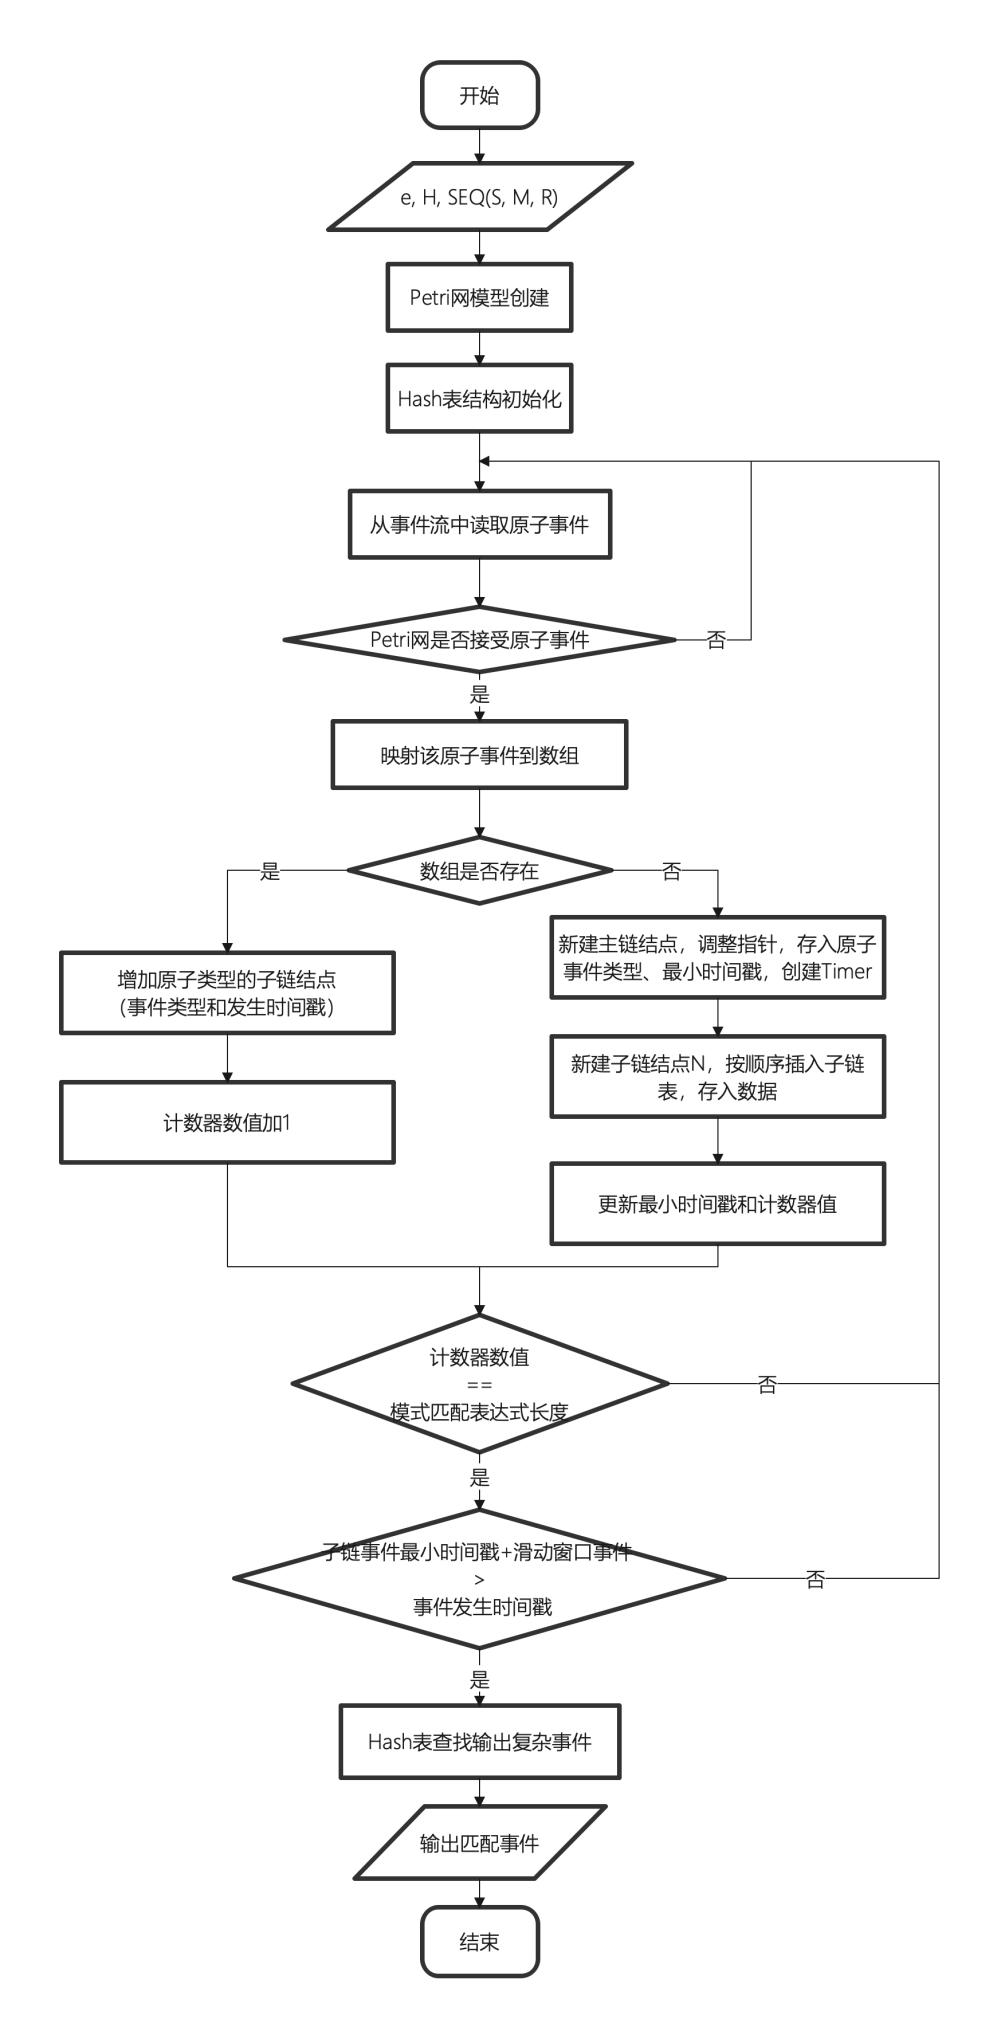 开始
e, H, SEQ(S, M, R)
Petri网模型创建
Hash表结构初始化
从事件流中读取原子事件
Petri网是否接受原子事件
否
是
映射该原子事件到数组
数组是否存在
是
否
增加原子类型的子链结点
（事件类型和发生时间戳）
计数器数值加1
新建主链结点，调整指针，存入原子
事件类型、最小时间戳，创建Timer
新建子链结点N，按顺序插入子链
表，存入数据
更新最小时间戳和计数器值
计数器数值
==
模式匹配表达式长度
否
是
子链事件最小时间戳+滑动窗口事件
>
事件发生时间戳
否
是
Hash表查找输出复杂事件
输出匹配事件
结束